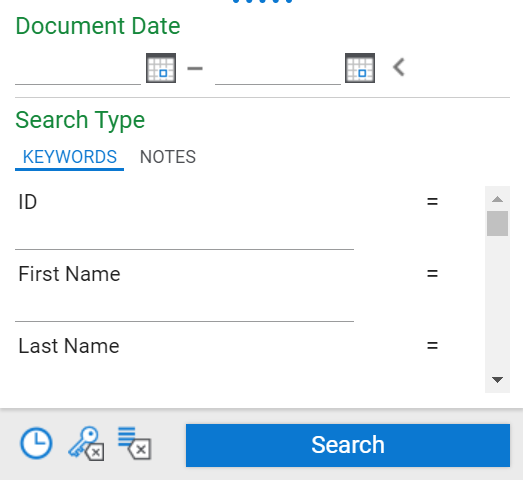 Document Date
–
Search Type
KEYWORDS NOTES
ID =
First Name =
Last Name =
Search